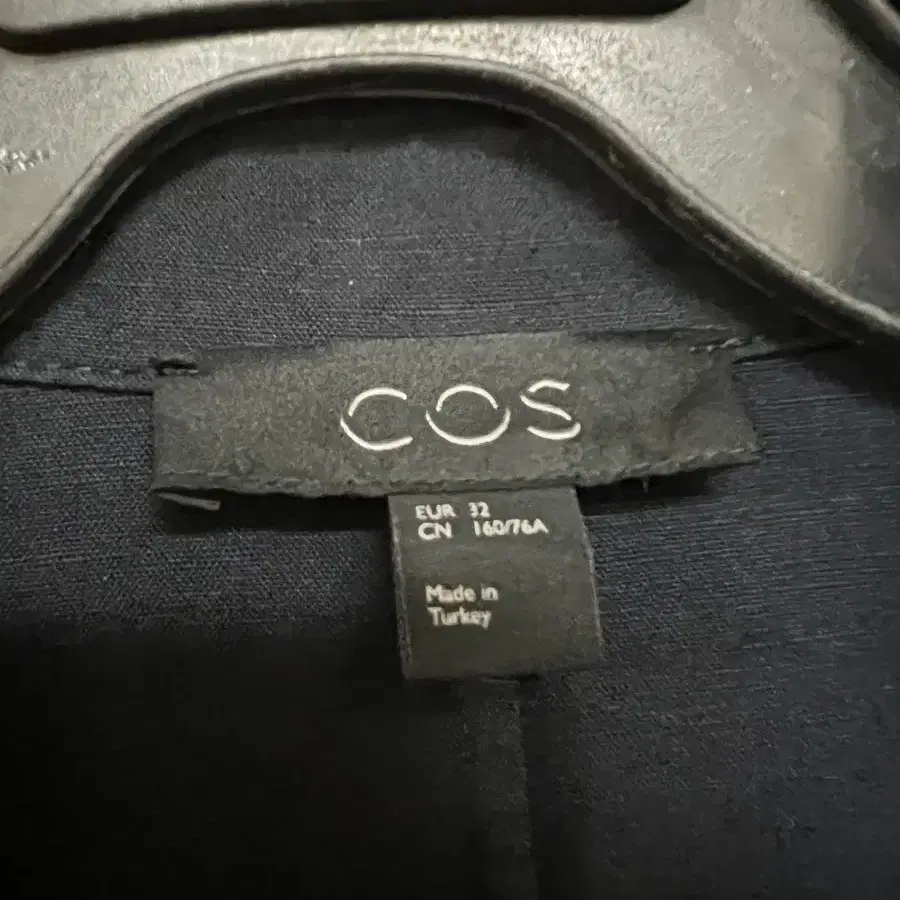 COS
EUR 32
CN 160/76A
Made in
Turkey